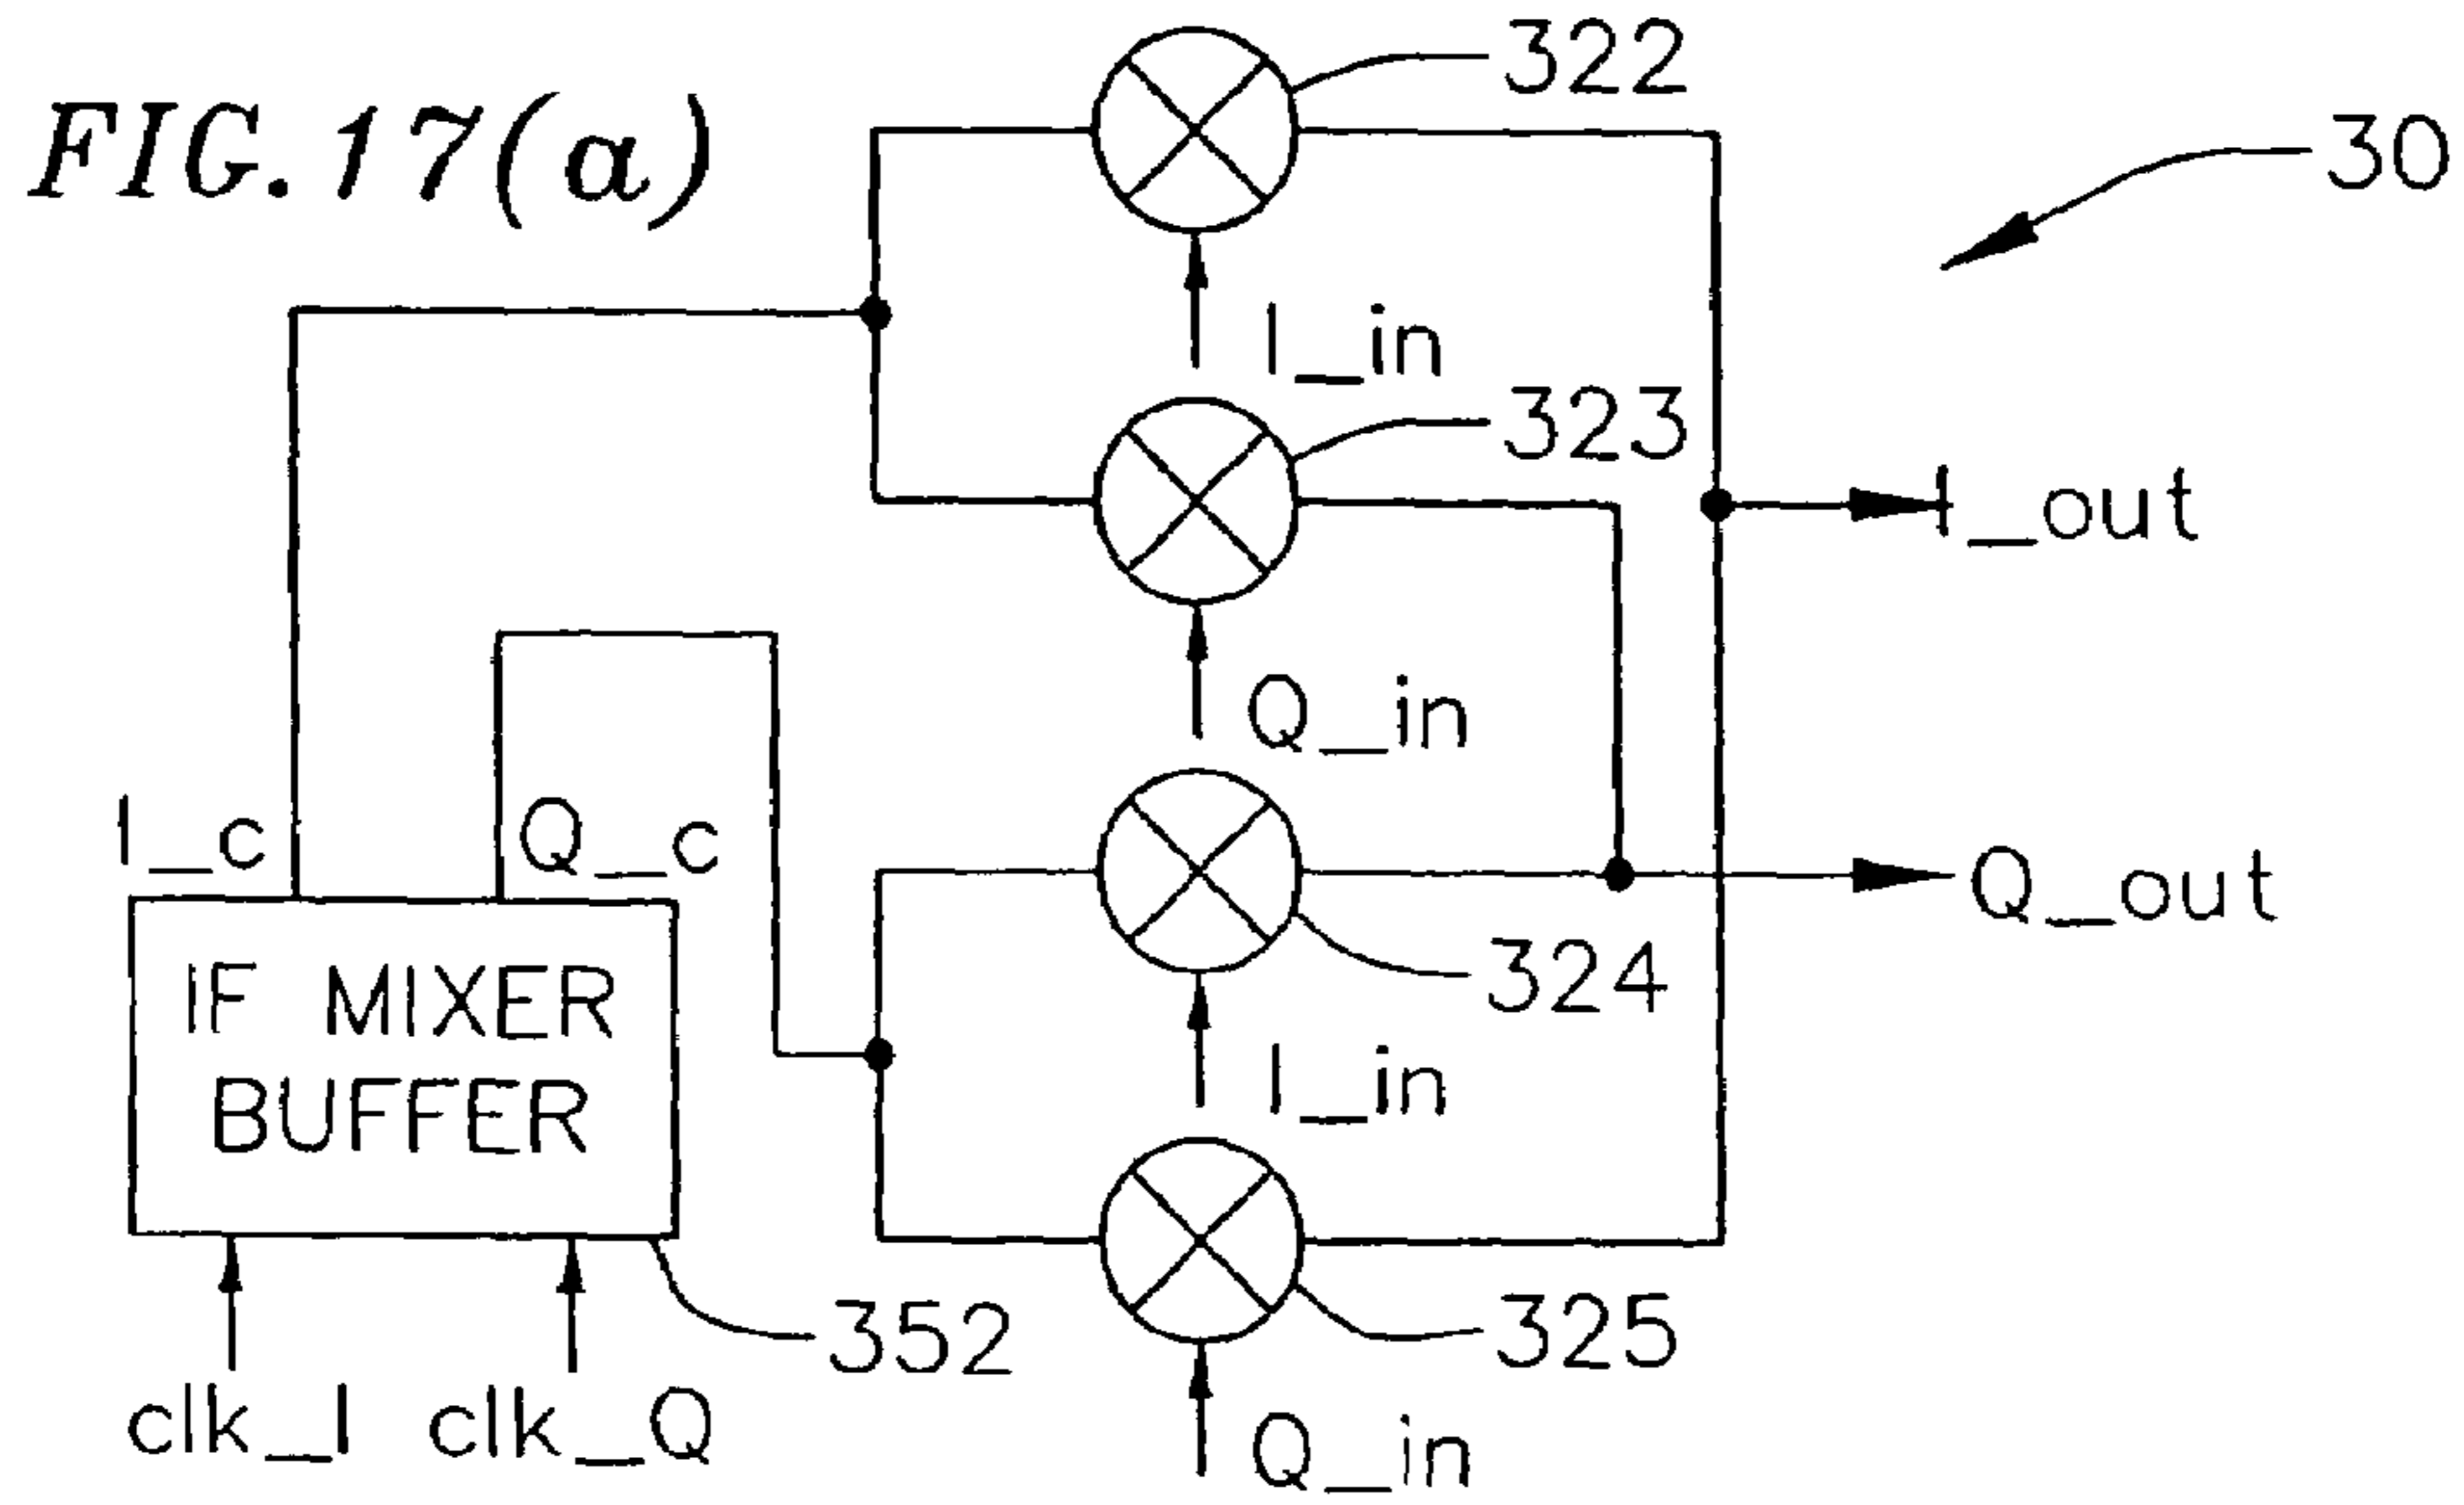 FIG. 17(a)
322
30
I_in
323
I_out
Q_in
I_c
Q_c
Q_out
IF MIXER
BUFFER
324
I_in
352
325
clk_I
clk_Q
Q_in